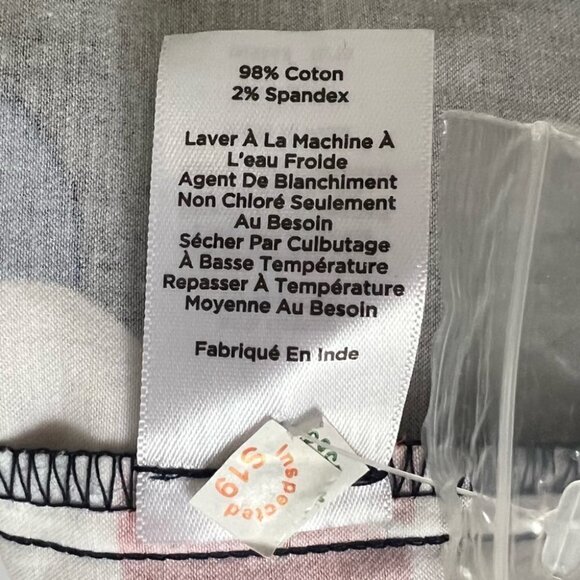 98% Coton
2% Spandex
Laver À La Machine À
L'eau Froide
Agent De Blanchiment
Non Chloré Seulement
Au Besoin
Sécher Par Culbutage
À Basse Température
Repasser À Température
Moyenne Au Besoin
Fabriqué En Inde
Inspected
S19